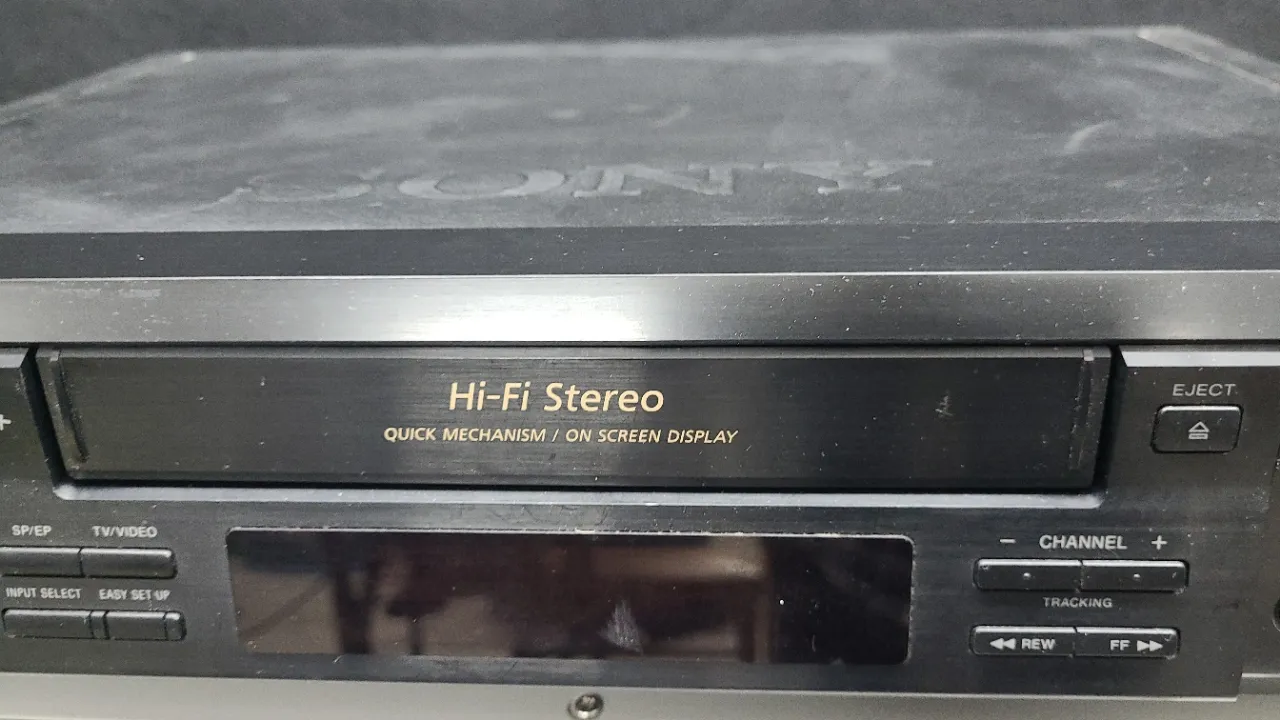 SONY
Hi-Fi Stereo
QUICK MECHANISM / ON SCREEN DISPLAY
EJECT
SP/EP TV/VIDEO
INPUT SELECT EASY SET UP
− CHANNEL +
TRACKING
◀◀ REW FF ▶▶
+